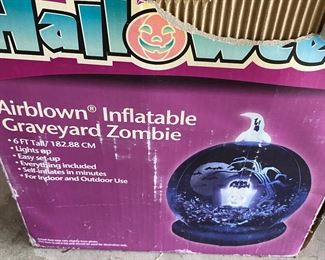 Hallowee
Airblown® Inflatable
Graveyard Zombie
• 6 FT Tall / 182.88 CM
• Lights up
• Easy set-up
• Everything included
• Self-inflates in minutes
• For Indoor and Outdoor Use